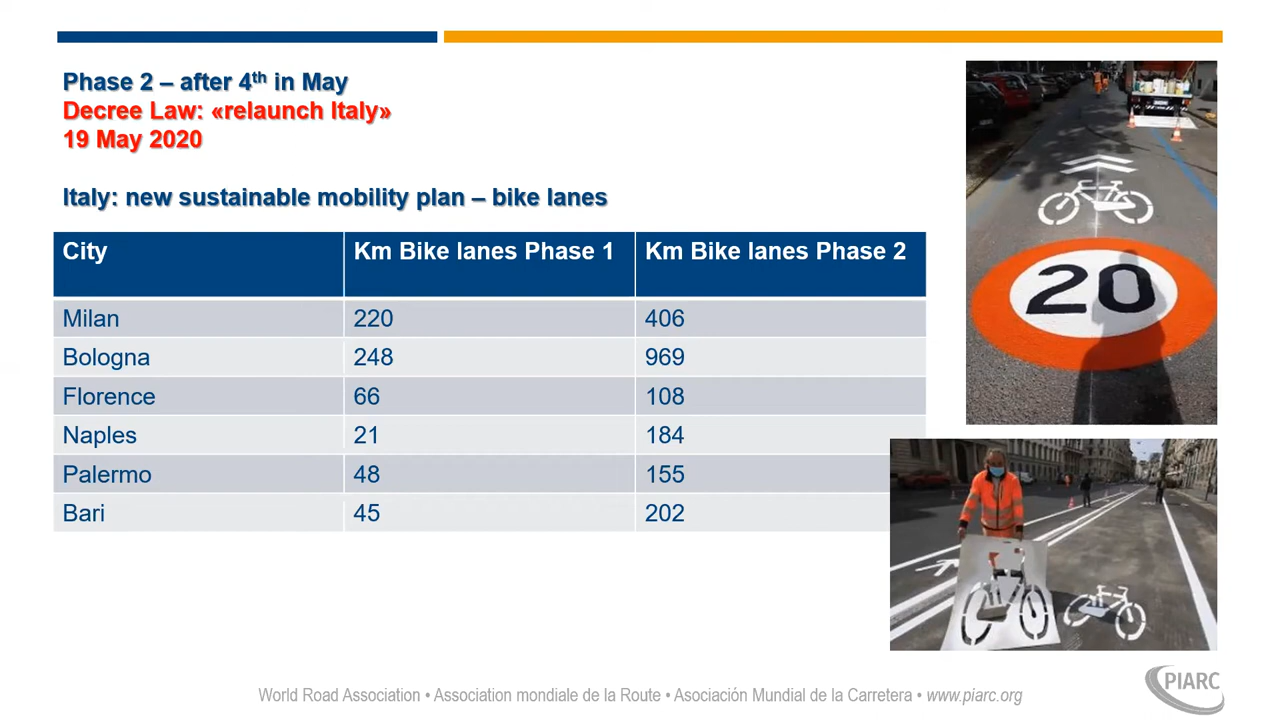 Phase 2 – after 4th in May
Decree Law: «relaunch Italy»
19 May 2020
Italy: new sustainable mobility plan – bike lanes
City Km Bike lanes Phase 1 Km Bike lanes Phase 2
Milan 220 406
Bologna 248 969
Florence 66 108
Naples 21 184
Palermo 48 155
Bari 45 202
20
World Road Association • Association mondiale de la Route • Asociación Mundial de la Carretera • www.piarc.org
PIARC